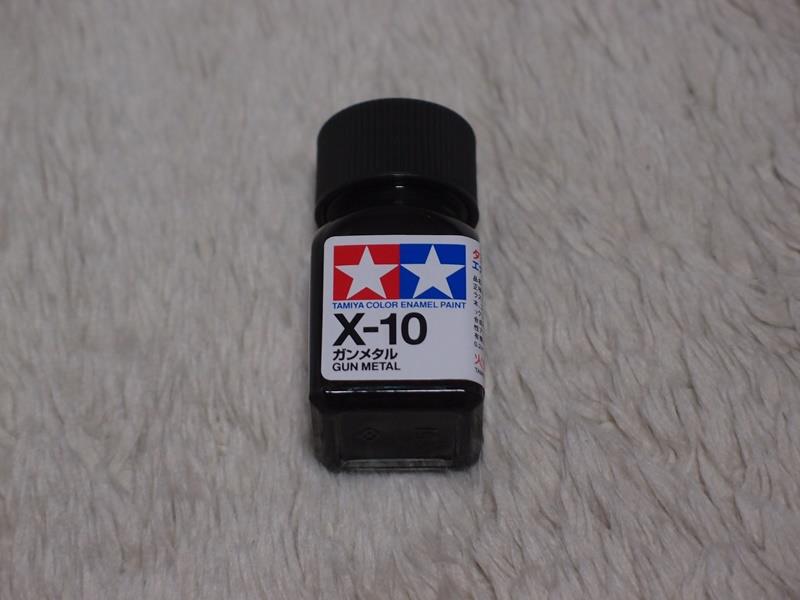 TAMIYA COLOR ENAMEL PAINT
X-10
ガンメタル
GUN METAL